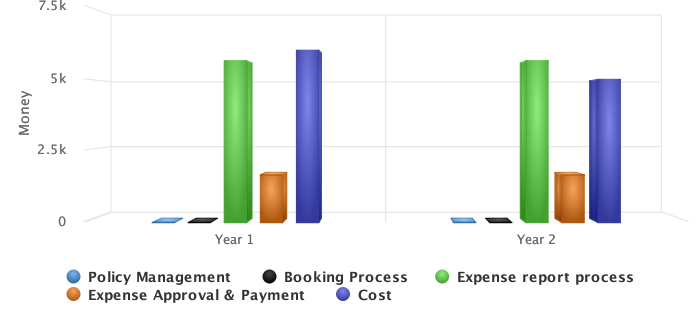 7.5k
5k
Money
2.5k
0
Year 1 Year 2
Policy Management Booking Process Expense report process
Expense Approval & Payment Cost